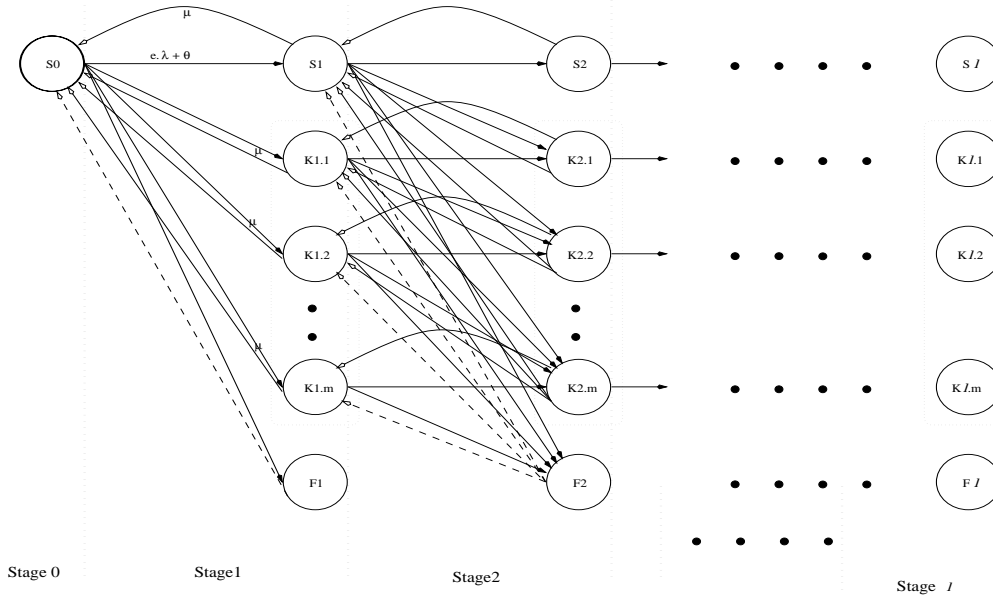 μ
S0
e.λ + θ
S1
S2
S l
K1.1
μ
K2.1
K l.1
μ
K1.2
K2.2
K l.2
μ
K1.m
K2.m
K l.m
F1
F2
F l
Stage 0
Stage1
Stage2
Stage l